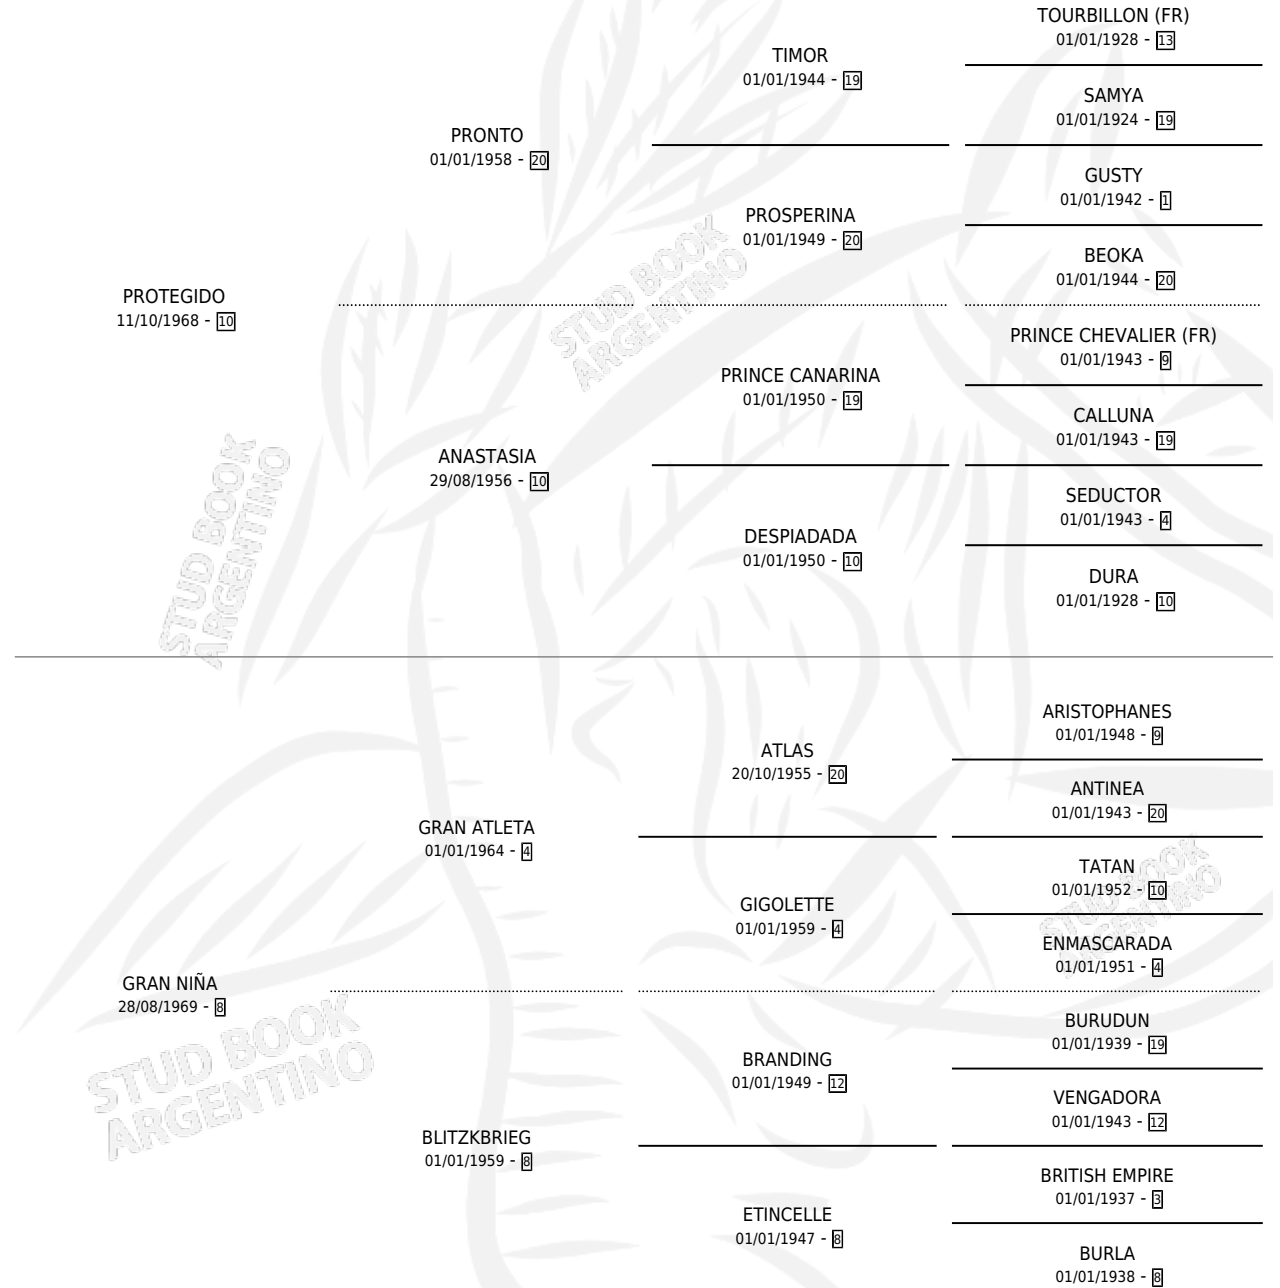 TOURBILLON (FR)
01/01/1928 - 13
TIMOR
01/01/1944 - 19
SAMYA
01/01/1924 - 19
PRONTO
01/01/1958 - 20
GUSTY
01/01/1942 - 1
PROSPERINA
01/01/1949 - 20
BEOKA
01/01/1944 - 20
PROTEGIDO
11/10/1968 - 10
STUD BOOK
ARGENTINO
PRINCE CHEVALIER (FR)
01/01/1943 - 9
PRINCE CANARINA
01/01/1950 - 19
CALLUNA
01/01/1943 - 19
ANASTASIA
29/08/1956 - 10
SEDUCTOR
01/01/1943 - 4
DESPIADADA
01/01/1950 - 10
DURA
01/01/1928 - 10
STUD BOOK
ARGENTINO
ARISTOPHANES
01/01/1948 - 9
ATLAS
20/10/1955 - 20
ANTINEA
01/01/1943 - 20
GRAN ATLETA
01/01/1964 - 4
TATAN
01/01/1952 - 10
GIGOLETTE
01/01/1959 - 4
ENMASCARADA
01/01/1951 - 4
STUD BOOK
ARGENTINO
GRAN NIÑA
28/08/1969 - 8
BURUDUN
01/01/1939 - 19
BRANDING
01/01/1949 - 12
VENGADORA
01/01/1943 - 12
STUD BOOK
ARGENTINO
BLITZKBRIEG
01/01/1959 - 8
BRITISH EMPIRE
01/01/1937 - 3
ETINCELLE
01/01/1947 - 8
BURLA
01/01/1938 - 8